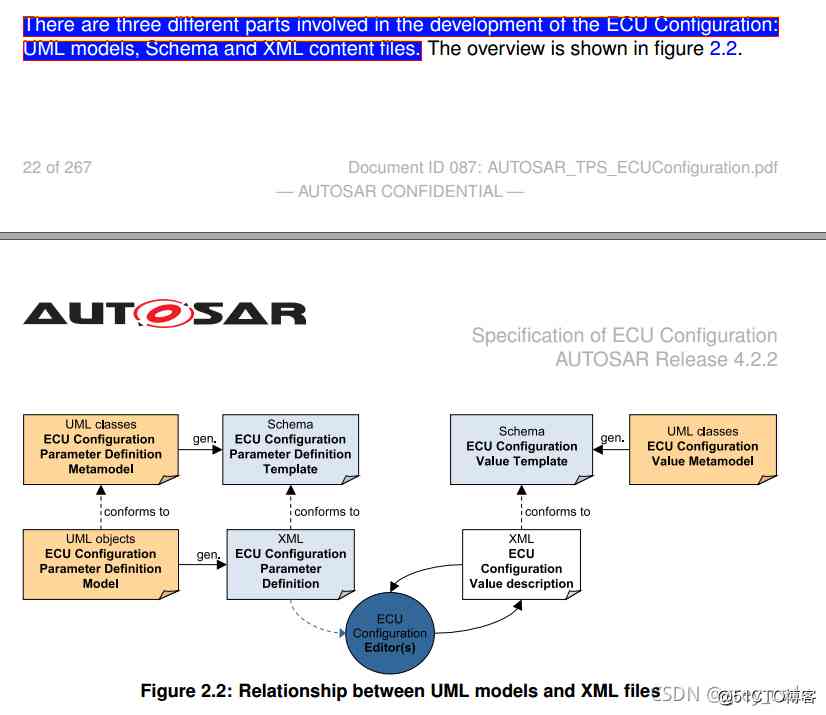 There are three different parts involved in the development of the ECU Configuration:
UML models, Schema and XML content files. The overview is shown in figure 2.2.
22 of 267
Document ID 087: AUTOSAR_TPS_ECUConfiguration.pdf
— AUTOSAR CONFIDENTIAL —
AUTOSAR
Specification of ECU Configuration
AUTOSAR Release 4.2.2
UML classes
ECU Configuration
Parameter Definition
Metamodel
gen.
Schema
ECU Configuration
Parameter Definition
Template
Schema
ECU Configuration
Value Template
gen.
UML classes
ECU Configuration
Value Metamodel
conforms to
conforms to
conforms to
UML objects
ECU Configuration
Parameter Definition
Model
gen.
XML
ECU Configuration
Parameter
Definition
XML
ECU
Configuration
Value description
ECU
Configuration
Editor(s)
Figure 2.2: Relationship between UML models and XML files
CSDN
@51CTO博客